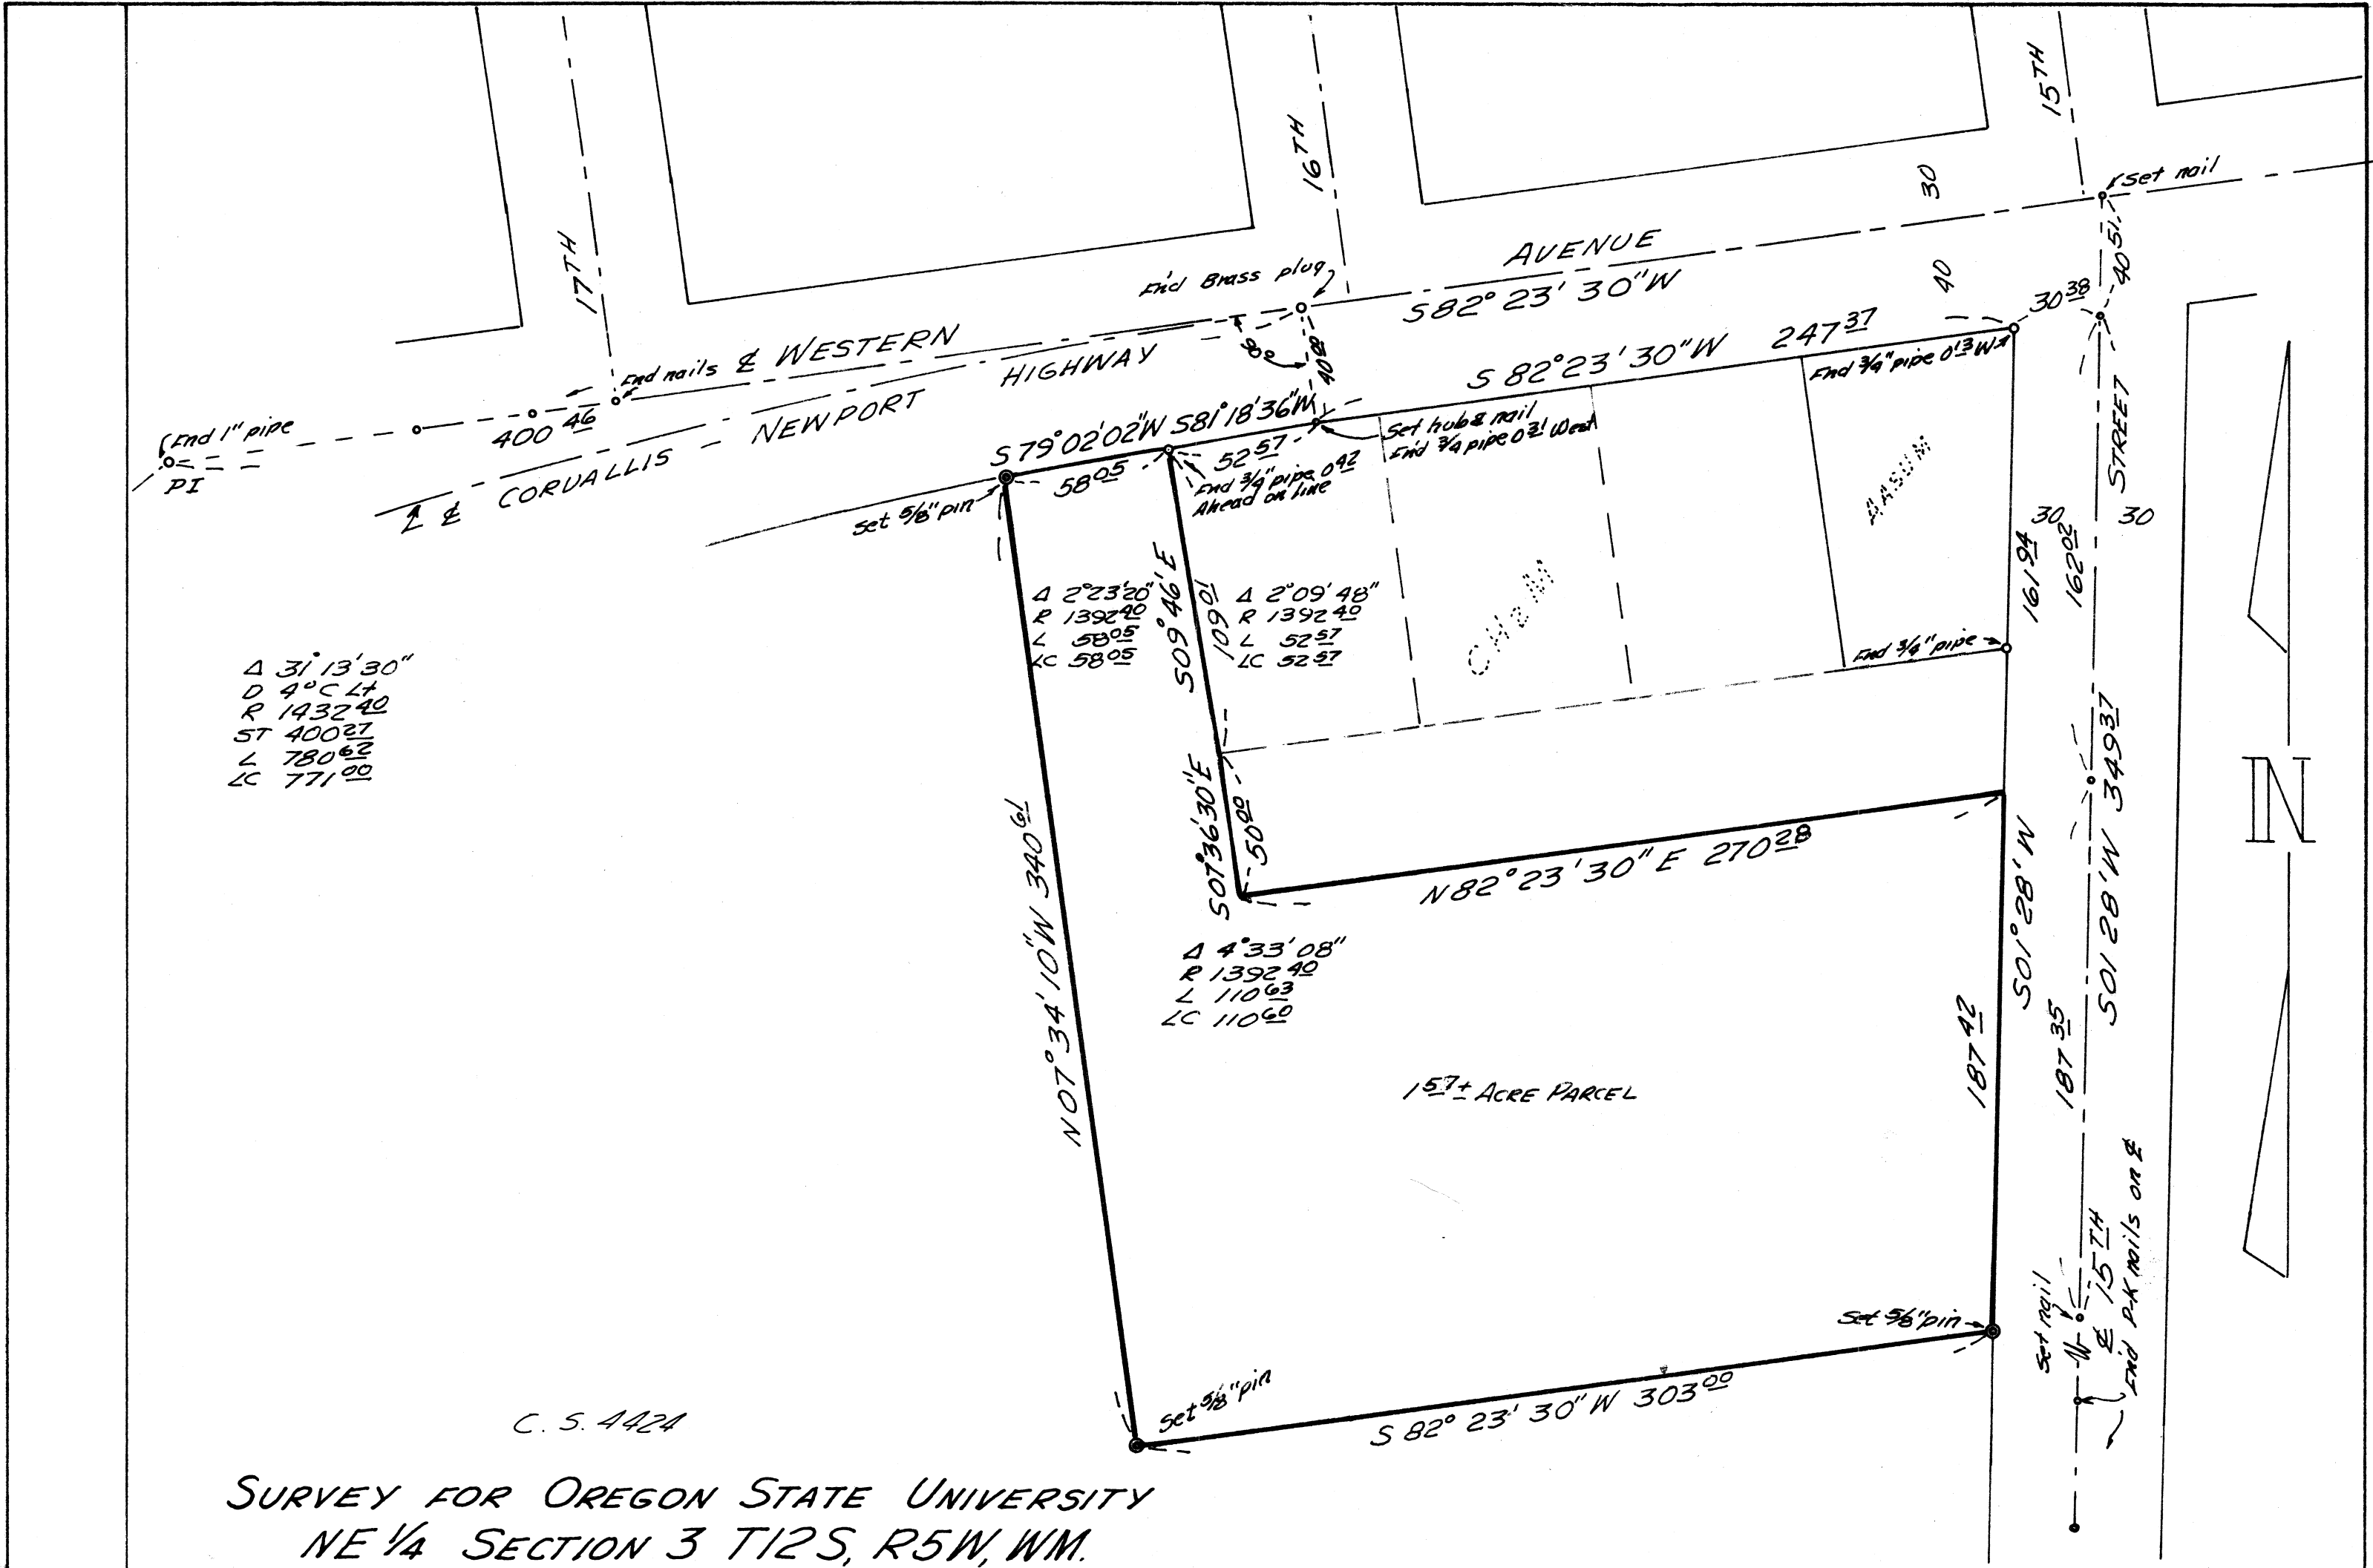 15TH
16TH
17TH
Set nail
30
AVENUE
S82° 23' 30"W
40
40 51
30 38
Fnd Brass plug
90°
40 00
℄ WESTERN
HIGHWAY
Fnd nails
400 46
℄ CORVALLIS - NEWPORT
Fnd 1" pipe
PI
S 82°23'30"W 247 37
Fnd 3/4" pipe 0 13 W
S79°02'02"W S81°18'36"W
58 05
52 57
Set hub & nail
Fnd 3/4 pipe 0 31 West
Fnd 3/4" pipe 0 42
Ahead on line
Set 5/8" pin
STREET
30
30
161 94
162 02
BASUM
CH2M
Fnd 3/4" pipe
Δ 2°23'20"
R 1392 40
L 58 05
LC 58 05
S09°46'E
109 01
Δ 2°09'48"
R 1392 40
L 52 57
LC 52 57
Δ 31°13'30"
D 4°C Lt
R 1432 40
ST 400 27
L 780 62
LC 771 00
S07°36'30"E
50 00
N82°23'30"E 270 28
N07°34'10"W 340 61
Δ 4°33'08"
R 1392 40
L 110 63
LC 110 60
S01°28'W
187 42
187 35
S01 28'W 349 37
N
1 57± ACRE PARCEL
Set 5/8" pin
Set nail
℄ 15TH
Fnd P-K nails on ℄
Set 5/8" pin
S 82° 23' 30" W 303 00
C. S. 4424
SURVEY FOR OREGON STATE UNIVERSITY
NE 1/4 SECTION 3 T12S, R5W, WM.